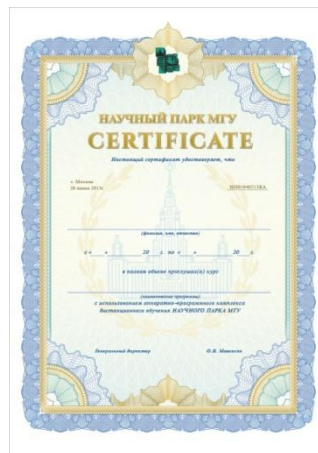 НАУЧНЫЙ ПАРК МГУ
CERTIFICATE
Настоящий сертификат удостоверяет, что
г. Москва
(фамилия, имя, отчество)
с « » 20 г. по « » 20 г.
в полном объеме прослушал(а) курс
(наименование программы)
с использованием аппаратно-программного комплекса
дистанционного обучения НАУЧНОГО ПАРКА МГУ
Генеральный директор О.В.